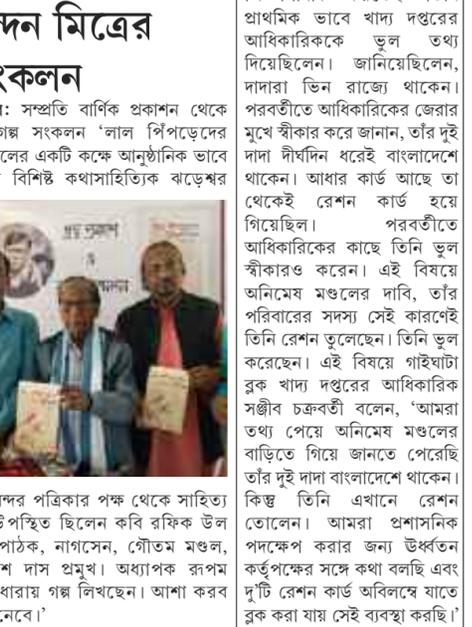 ন্দন মিত্রের
ংকলন
র: সম্প্রতি বার্ণিক প্রকাশন থেকে
গল্প সংকলন ‘লাল পিঁপড়েদের
লের একটি কক্ষে আনুষ্ঠানিক ভাবে
বিশিষ্ট কথাসাহিত্যিক ঝড়েশ্বর
গ্রন্থ প্রকাশ
ও
ন্দর পত্রিকার পক্ষ থেকে সাহিত্য
উপস্থিত ছিলেন কবি রফিক উল
পাঠক, নাগসেন, গৌতম মণ্ডল,
শ দাস প্রমুখ। অধ্যাপক রূপম
ধারায় গল্প লিখছেন। আশা করব
নেবে।’
প্রাথমিক ভাবে খাদ্য দপ্তরের
আধিকারিককে ভুল তথ্য
দিয়েছিলেন। জানিয়েছিলেন,
দাদারা ভিন রাজ্যে থাকেন।
পরবর্তীতে আধিকারিকের জেরার
মুখে স্বীকার করে জানান, তাঁর দুই
দাদা দীর্ঘদিন ধরেই বাংলাদেশে
থাকেন। আধার কার্ড আছে তা
থেকেই রেশন কার্ড হয়ে
গিয়েছিল। পরবর্তীতে
আধিকারিকের কাছে তিনি ভুল
স্বীকারও করেন। এই বিষয়ে
অনিমেষ মণ্ডলের দাবি, তাঁর
পরিবারের সদস্য সেই কারণেই
তিনি রেশন তুলেছেন। তিনি ভুল
করেছেন। এই বিষয়ে গাইঘাটা
ব্লক খাদ্য দপ্তরের আধিকারিক
সঞ্জীব চক্রবর্তী বলেন, ‘আমরা
তথ্য পেয়ে অনিমেষ মণ্ডলের
বাড়িতে গিয়ে জানতে পেরেছি
তাঁর দুই দাদা বাংলাদেশে থাকেন।
কিন্তু তিনি এখানে রেশন
তোলেন। আমরা প্রশাসনিক
পদক্ষেপ করার জন্য ঊর্ধ্বতন
কর্তৃপক্ষের সঙ্গে কথা বলছি এবং
দু’টি রেশন কার্ড অবিলম্বে যাতে
ব্লক করা যায় সেই ব্যবস্থা করছি।’